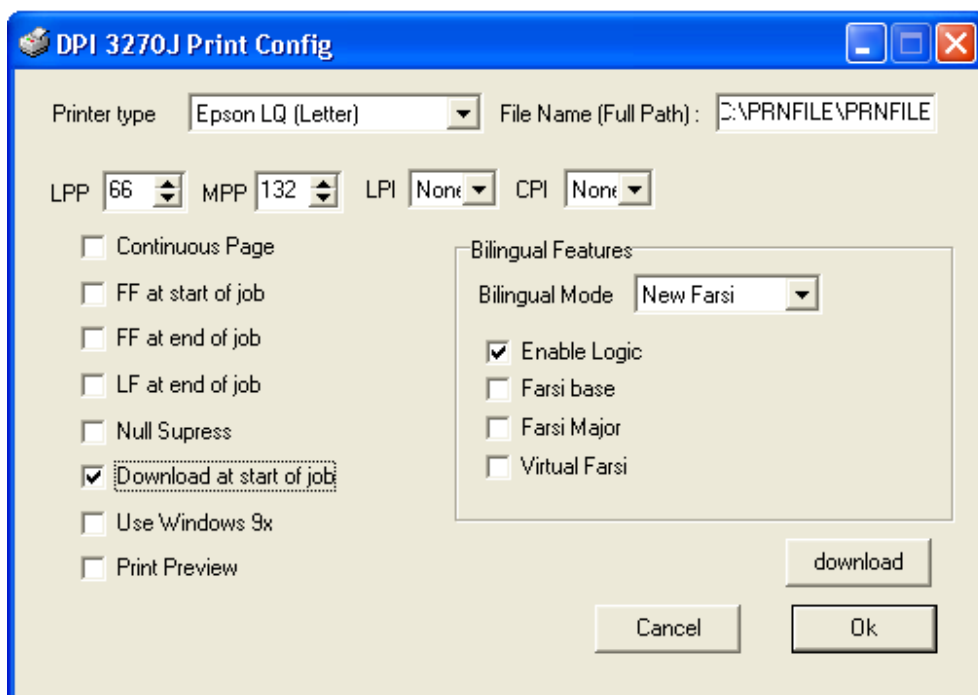 DPI 3270J Print Config
Printer type Epson LQ (Letter) File Name (Full Path) : C:\PRNFILE\PRNFILE
LPP 66 MPP 132 LPI None CPI None
Continuous Page
FF at start of job
FF at end of job
LF at end of job
Null Supress
Download at start of job
Use Windows 9x
Print Preview
Bilingual Features
Bilingual Mode New Farsi
Enable Logic
Farsi base
Farsi Major
Virtual Farsi
download
Cancel Ok